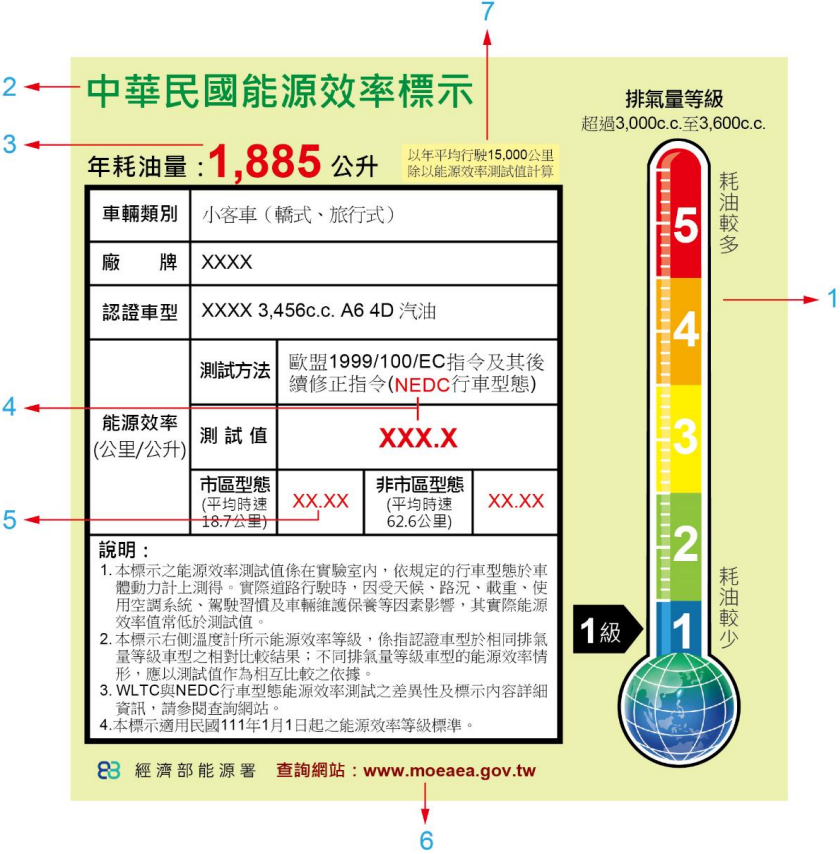 7
2
中華民國能源效率標示
排氣量等級
超過3,000c.c.至3,600c.c.
3
年耗油量：1,885 公升
以年平均行駛15,000公里
除以能源效率測試值計算
車輛類別
小客車（轎式、旅行式）
廠 牌
XXXX
認證車型
XXXX 3,456c.c. A6 4D 汽油
能源效率
(公里/公升)
測試方法
歐盟1999/100/EC指令及其後
續修正指令(NEDC行車型態)
4
測試值
XXX.X
市區型態
(平均時速
18.7公里)
XX.XX
非市區型態
(平均時速
62.6公里)
XX.XX
5
說明：
1.本標示之能源效率測試值係在實驗室內，依規定的行車型態於車
體動力計上測得。實際道路行駛時，因受天候、路況、載重、使
用空調系統、駕駛習慣及車輛維護保養等因素影響，其實際能源
效率值常低於測試值。
2.本標示右側溫度計所示能源效率等級，係指認證車型於相同排氣
量等級車型之相對比較結果；不同排氣量等級車型的能源效率情
形，應以測試值作為相互比較之依據。
3. WLTC與NEDC行車型態能源效率測試之差異性及標示內容詳細
資訊，請參閱查詢網站。
4.本標示適用民國111年1月1日起之能源效率等級標準。
耗油較多
5
4
3
2
1
耗油較少
1級
1
經濟部能源署 查詢網站：www.moeaea.gov.tw
6